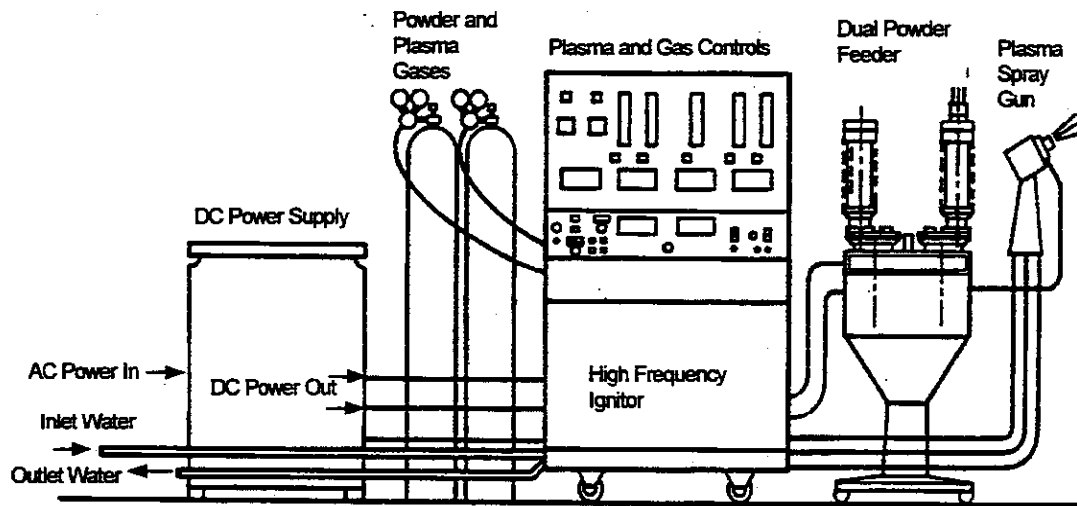 Powder and
Plasma
Gases
Plasma and Gas Controls
Dual Powder
Feeder
Plasma
Spray
Gun
DC Power Supply
AC Power In
DC Power Out
High Frequency
Ignitor
Inlet Water
Outlet Water